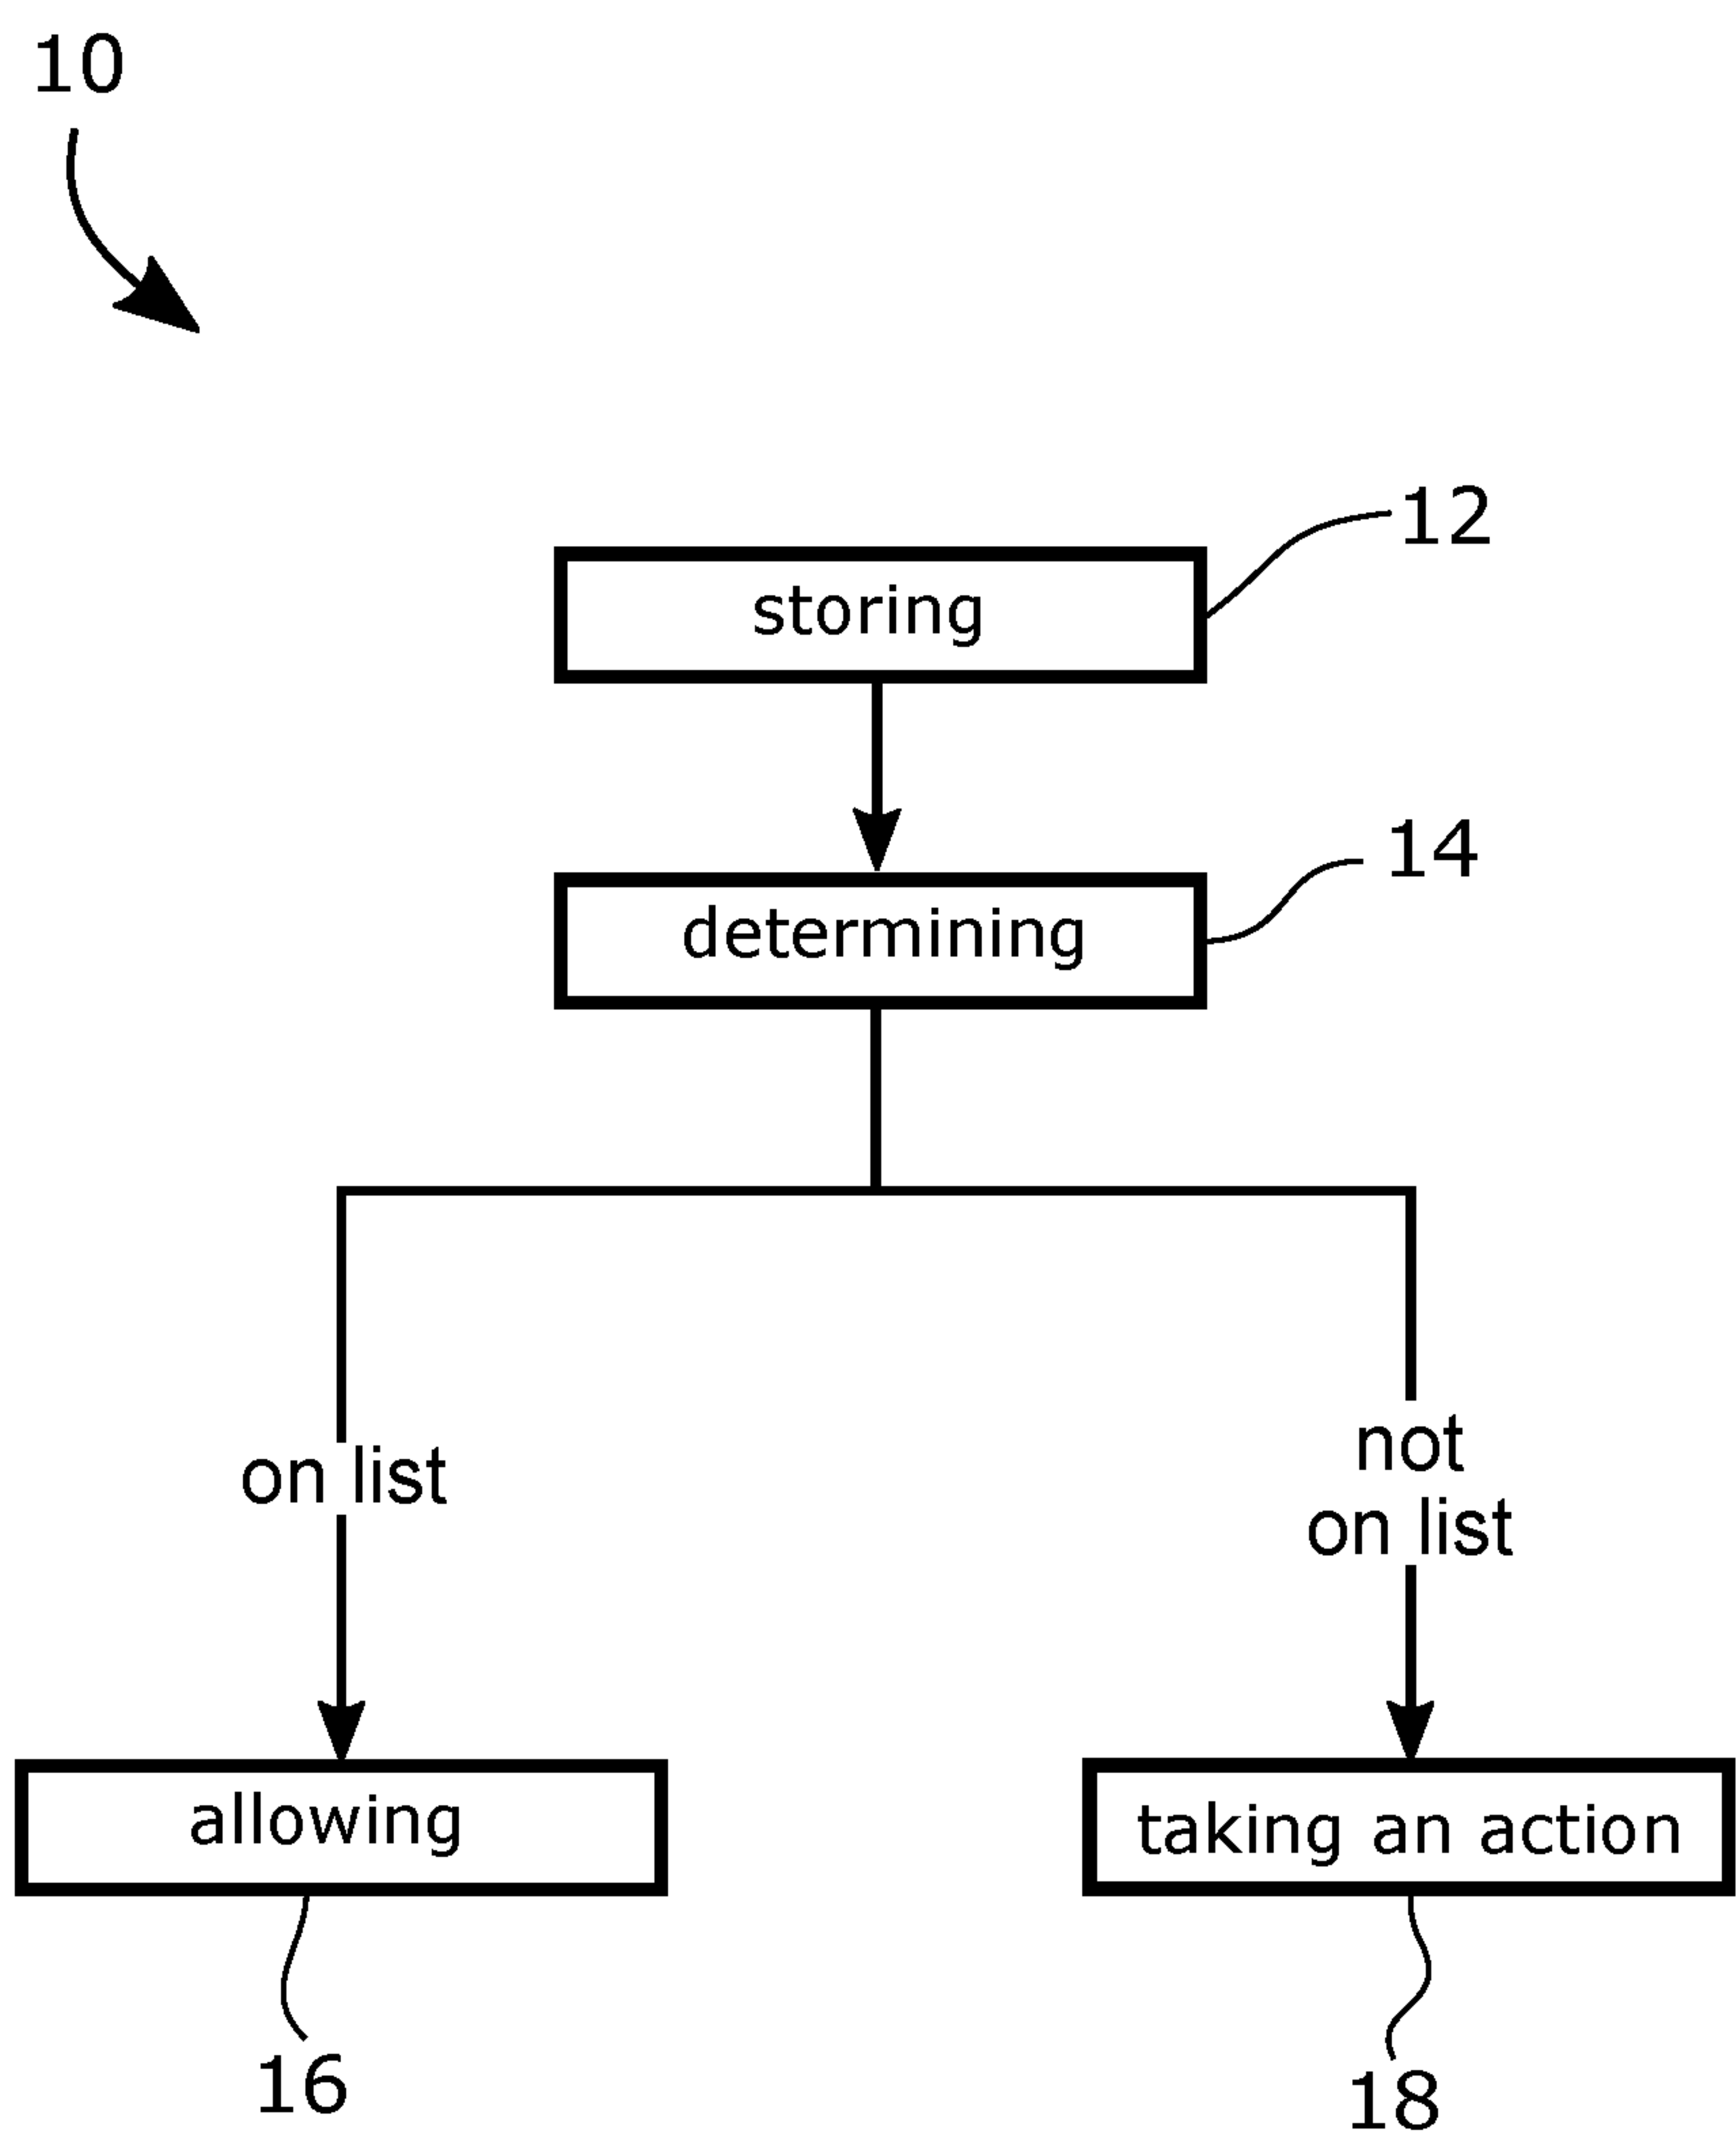 10
12
storing
14
determining
on list
not
on list
allowing
taking an action
16
18